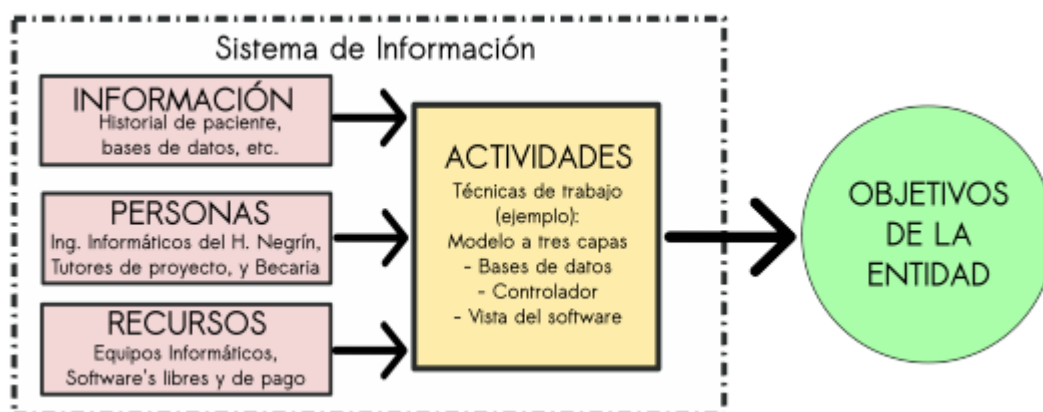 Sistema de Información
INFORMACIÓN
Historial de paciente,
bases de datos, etc.
PERSONAS
Ing. Informáticos del H. Negrín,
Tutores de proyecto, y Becaria
RECURSOS
Equipos Informáticos,
Software's libres y de pago
ACTIVIDADES
Técnicas de trabajo
(ejemplo):
Modelo a tres capas
- Bases de datos
- Controlador
- Vista del software
OBJETIVOS
DE LA
ENTIDAD